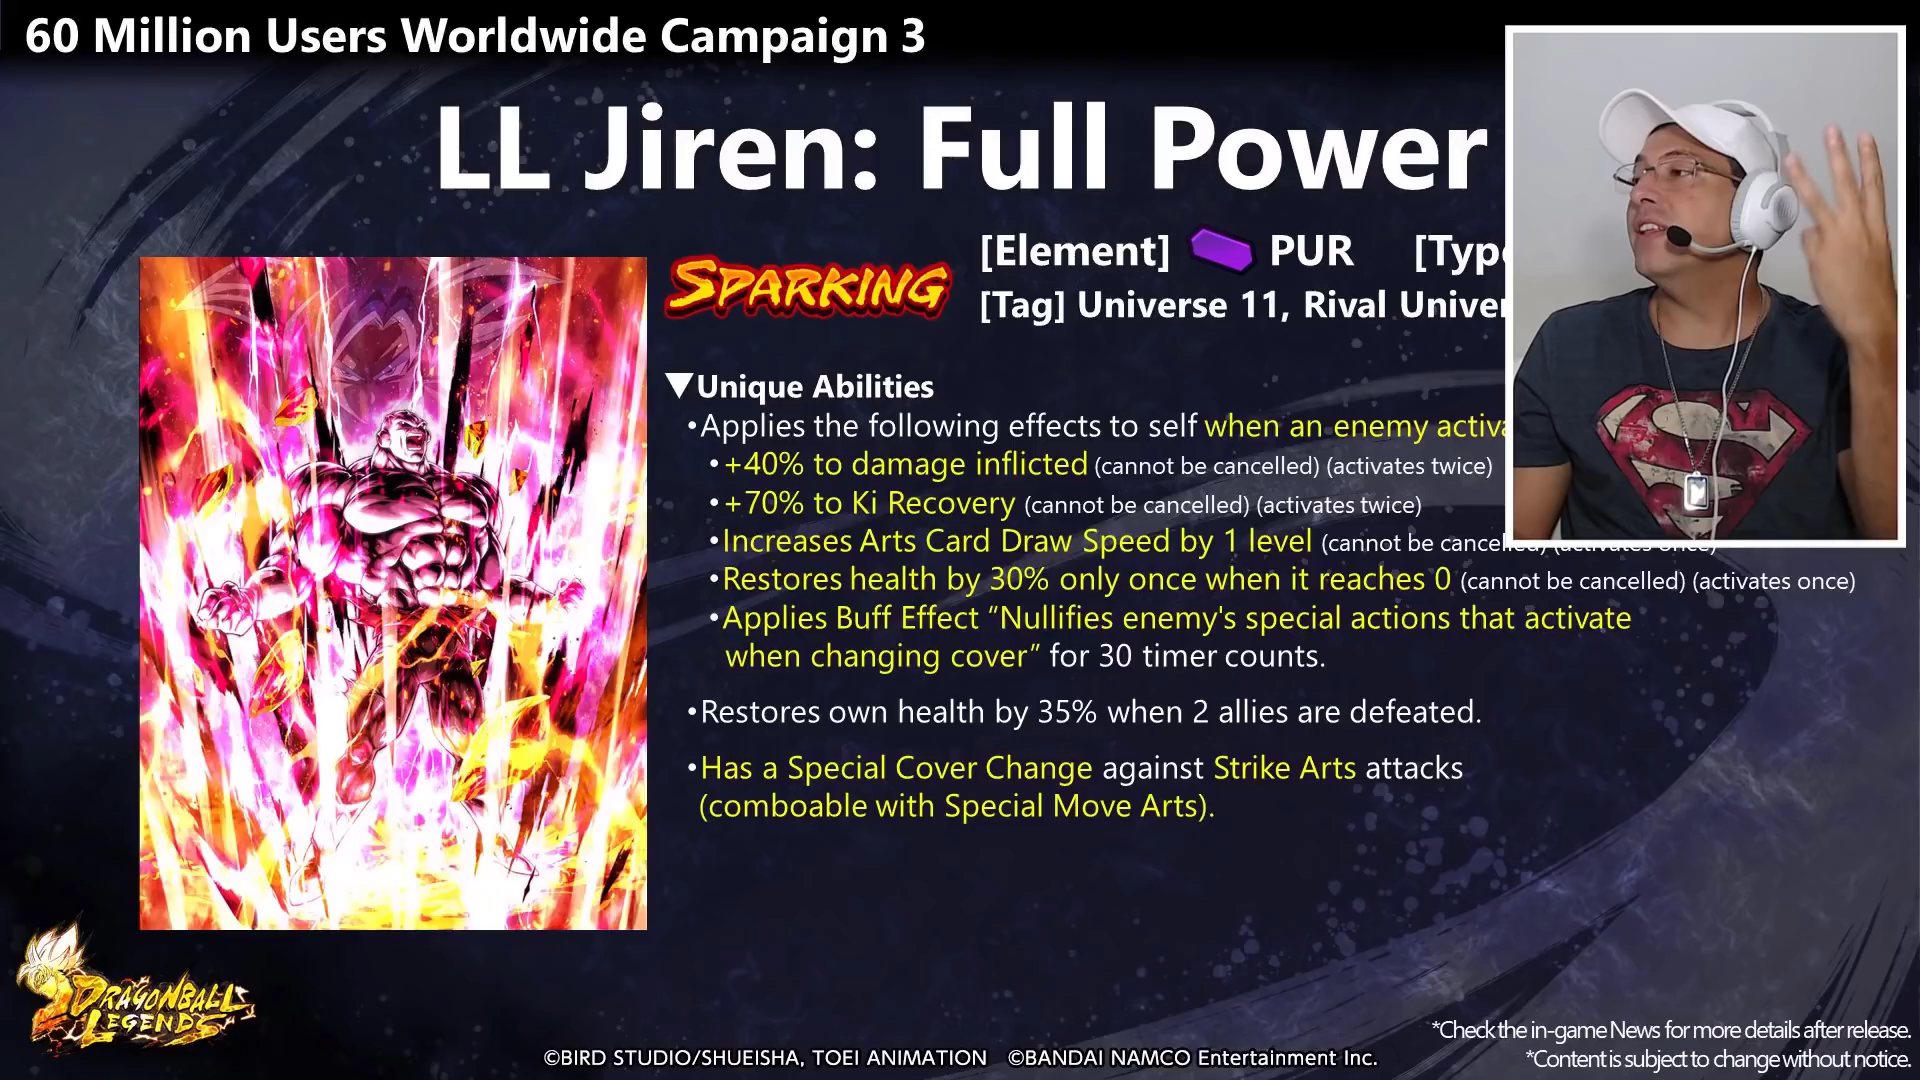 60 Million Users Worldwide Campaign 3
LL Jiren: Full Power
SPARKING
[Element] PUR [Type
[Tag] Universe 11, Rival Univer
▼Unique Abilities
•Applies the following effects to self when an enemy activa
•+40% to damage inflicted (cannot be cancelled) (activates twice)
•+70% to Ki Recovery (cannot be cancelled) (activates twice)
•Increases Arts Card Draw Speed by 1 level (cannot be cancelled) (activates once)
•Restores health by 30% only once when it reaches 0 (cannot be cancelled) (activates once)
•Applies Buff Effect “Nullifies enemy's special actions that activate
when changing cover” for 30 timer counts.
•Restores own health by 35% when 2 allies are defeated.
•Has a Special Cover Change against Strike Arts attacks
(comboable with Special Move Arts).
DRAGONBALL
LEGENDS
*Check the in-game News for more details after release.
©BIRD STUDIO/SHUEISHA, TOEI ANIMATION ©BANDAI NAMCO Entertainment Inc.
*Content is subject to change without notice.